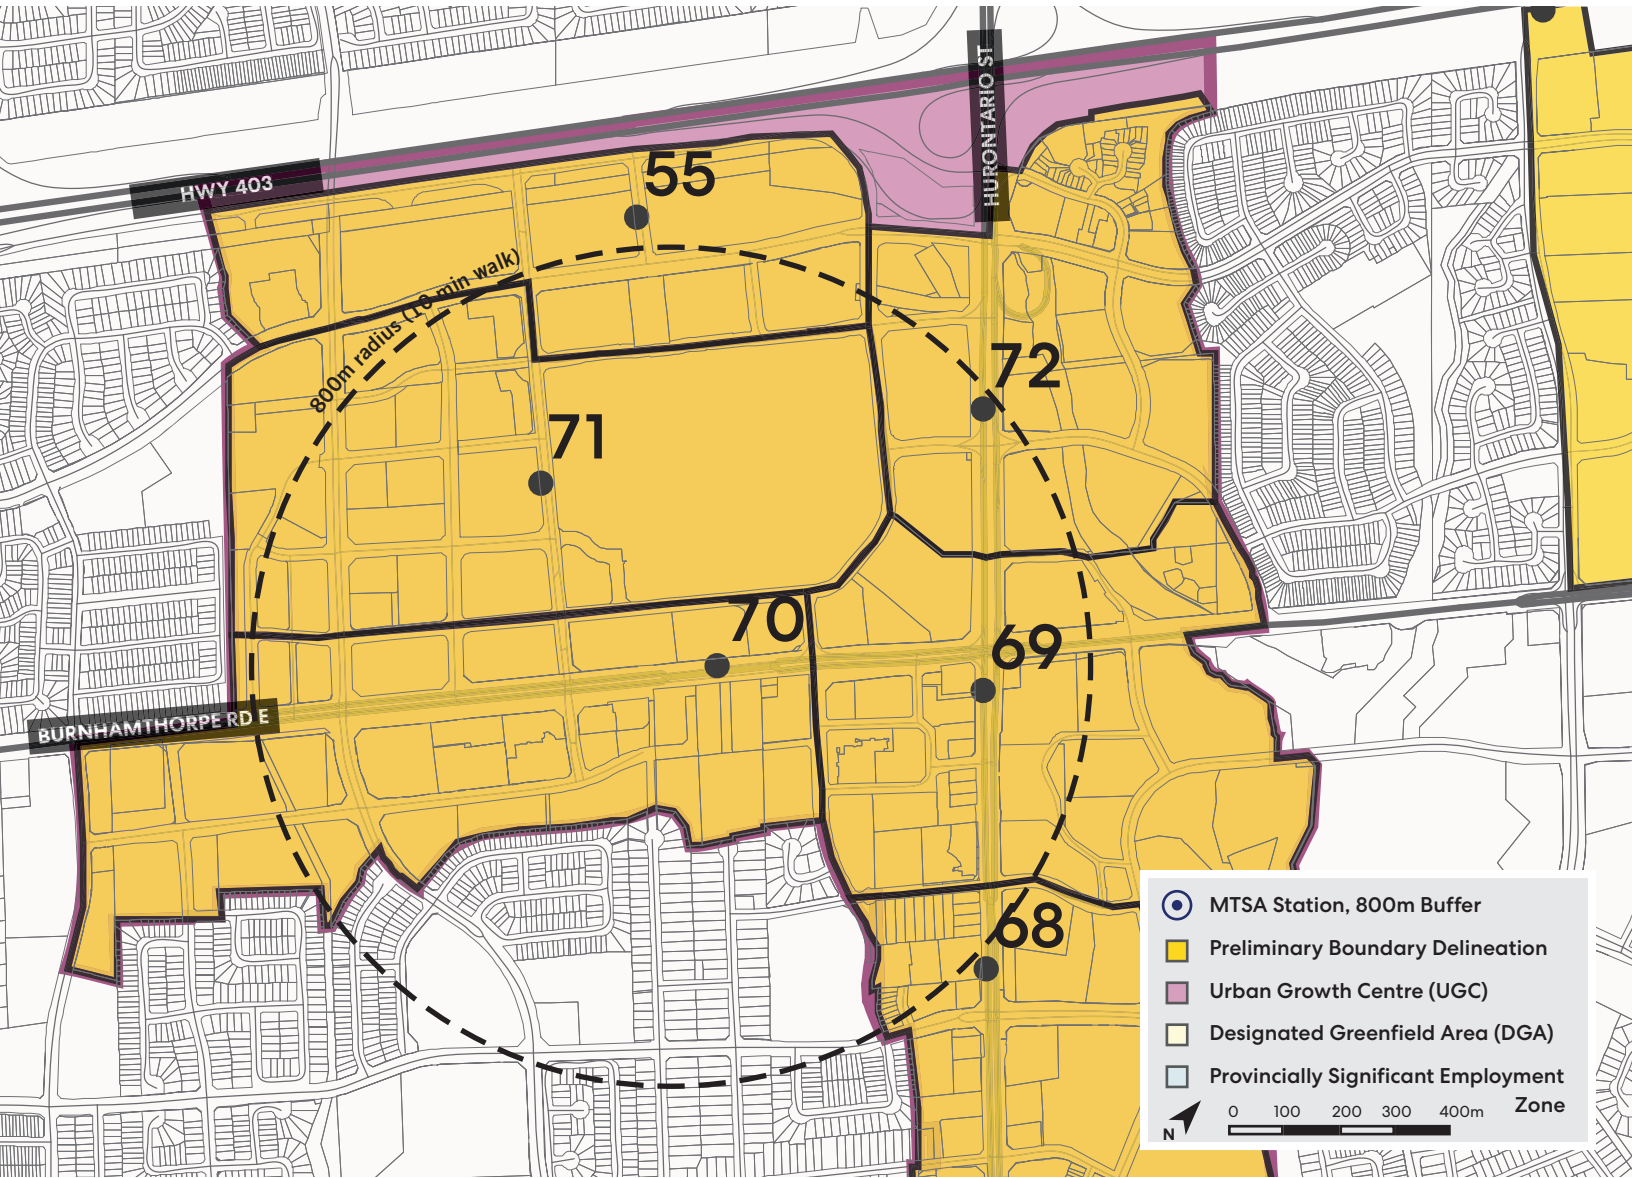 HURONTARIO ST
55
HWY 403
800m radius (10 min walk)
72
71
70
69
BURNHAMTHORPE RD E
68
MTSA Station, 800m Buffer
Preliminary Boundary Delineation
Urban Growth Centre (UGC)
Designated Greenfield Area (DGA)
Provincially Significant Employment
Zone
N
0 100 200 300 400m